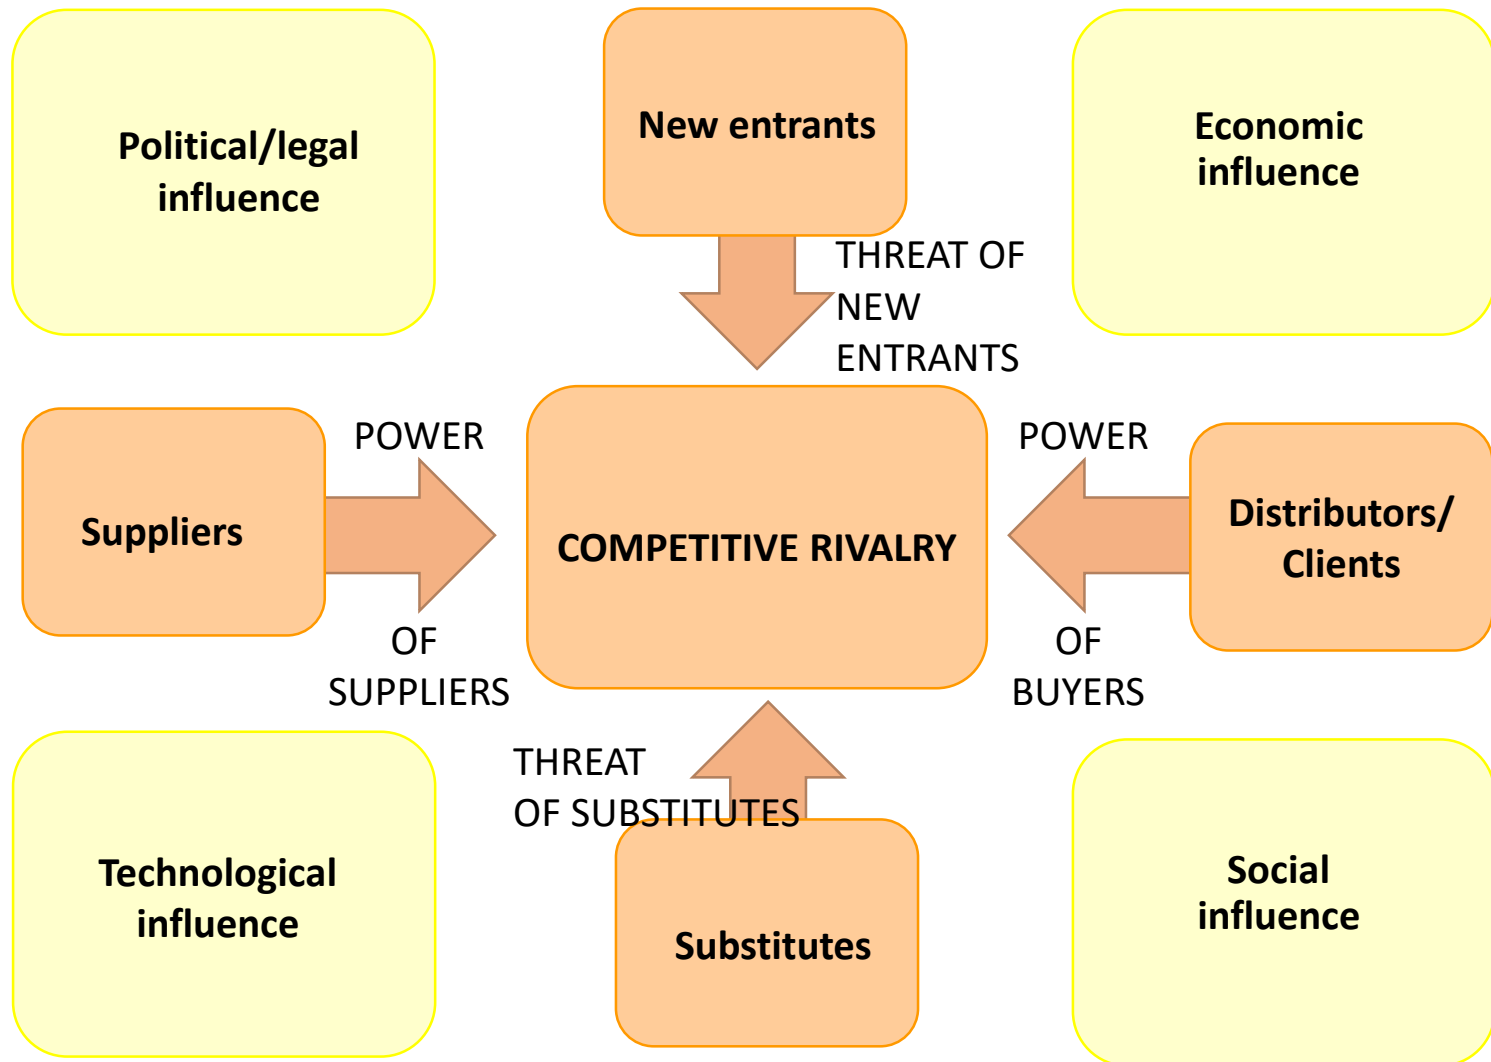 Political/legal
influence
New entrants
Economic
influence
THREAT OF
NEW
ENTRANTS
POWER
POWER
Suppliers
COMPETITIVE RIVALRY
Distributors/
Clients
OF
SUPPLIERS
OF
BUYERS
THREAT
OF SUBSTITUTES
Technological
influence
Substitutes
Social
influence